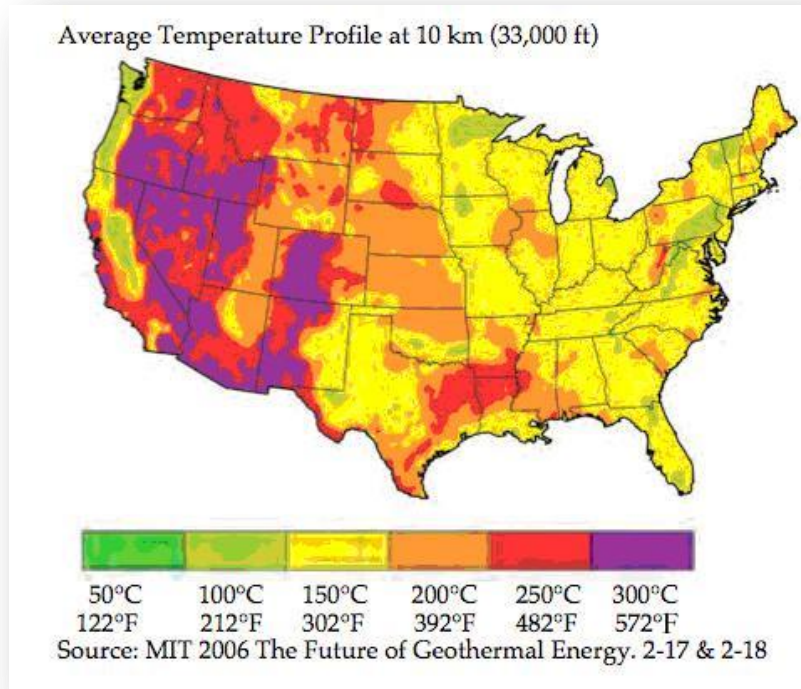 Average Temperature Profile at 10 km (33,000 ft)
50°C 100°C 150°C 200°C 250°C 300°C
122°F 212°F 302°F 392°F 482°F 572°F
Source: MIT 2006 The Future of Geothermal Energy. 2-17 & 2-18